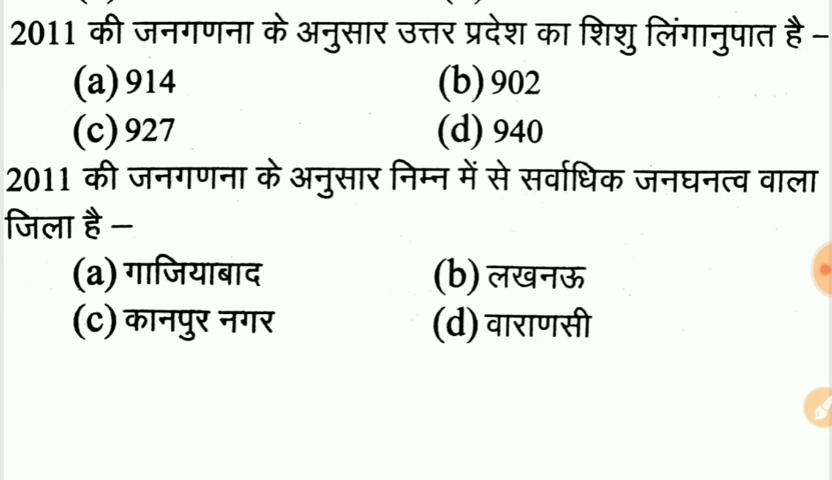 2011 की जनगणना के अनुसार उत्तर प्रदेश का शिशु लिंगानुपात है –
(a) 914 (b) 902
(c) 927 (d) 940
2011 की जनगणना के अनुसार निम्न में से सर्वाधिक जनघनत्व वाला
जिला है –
(a) गाजियाबाद (b) लखनऊ
(c) कानपुर नगर (d) वाराणसी